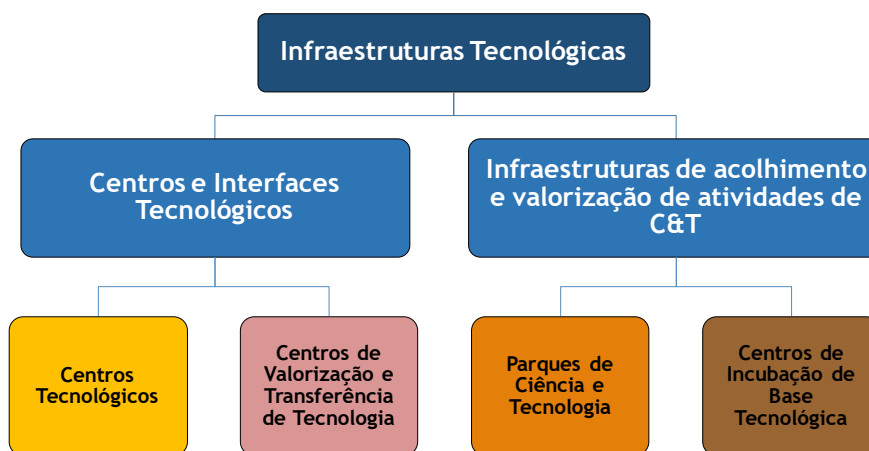 Infraestruturas Tecnológicas
Centros e Interfaces
Tecnológicos
Infraestruturas de acolhimento
e valorização de atividades de
C&T
Centros
Tecnológicos
Centros de
Valorização e
Transferência
de Tecnologia
Parques de
Ciência e
Tecnologia
Centros de
Incubação de
Base
Tecnológica